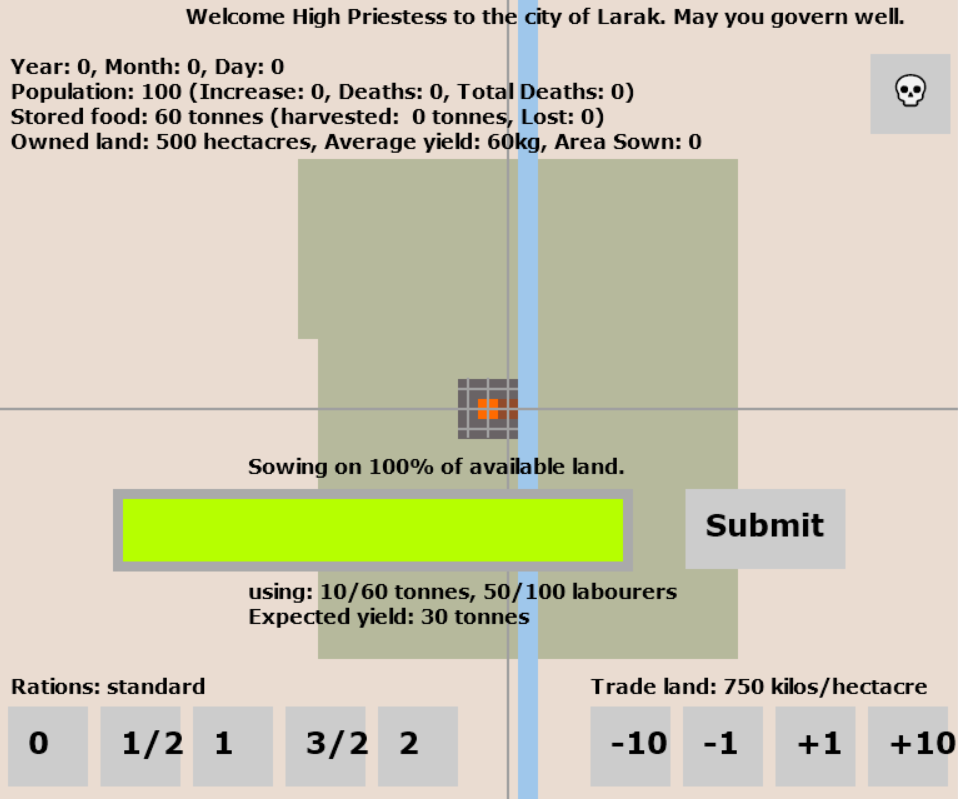 Welcome High Priestess to the city of Larak. May you govern well.
Year: 0, Month: 0, Day: 0
Population: 100 (Increase: 0, Deaths: 0, Total Deaths: 0)
Stored food: 60 tonnes (harvested:  0 tonnes, Lost: 0)
Owned land: 500 hectacres, Average yield: 60kg, Area Sown: 0
Sowing on 100% of available land.
Submit
using: 10/60 tonnes, 50/100 labourers
Expected yield: 30 tonnes
Rations: standard
0 1/2 1 3/2 2
Trade land: 750 kilos/hectacre
-10 -1 +1 +10